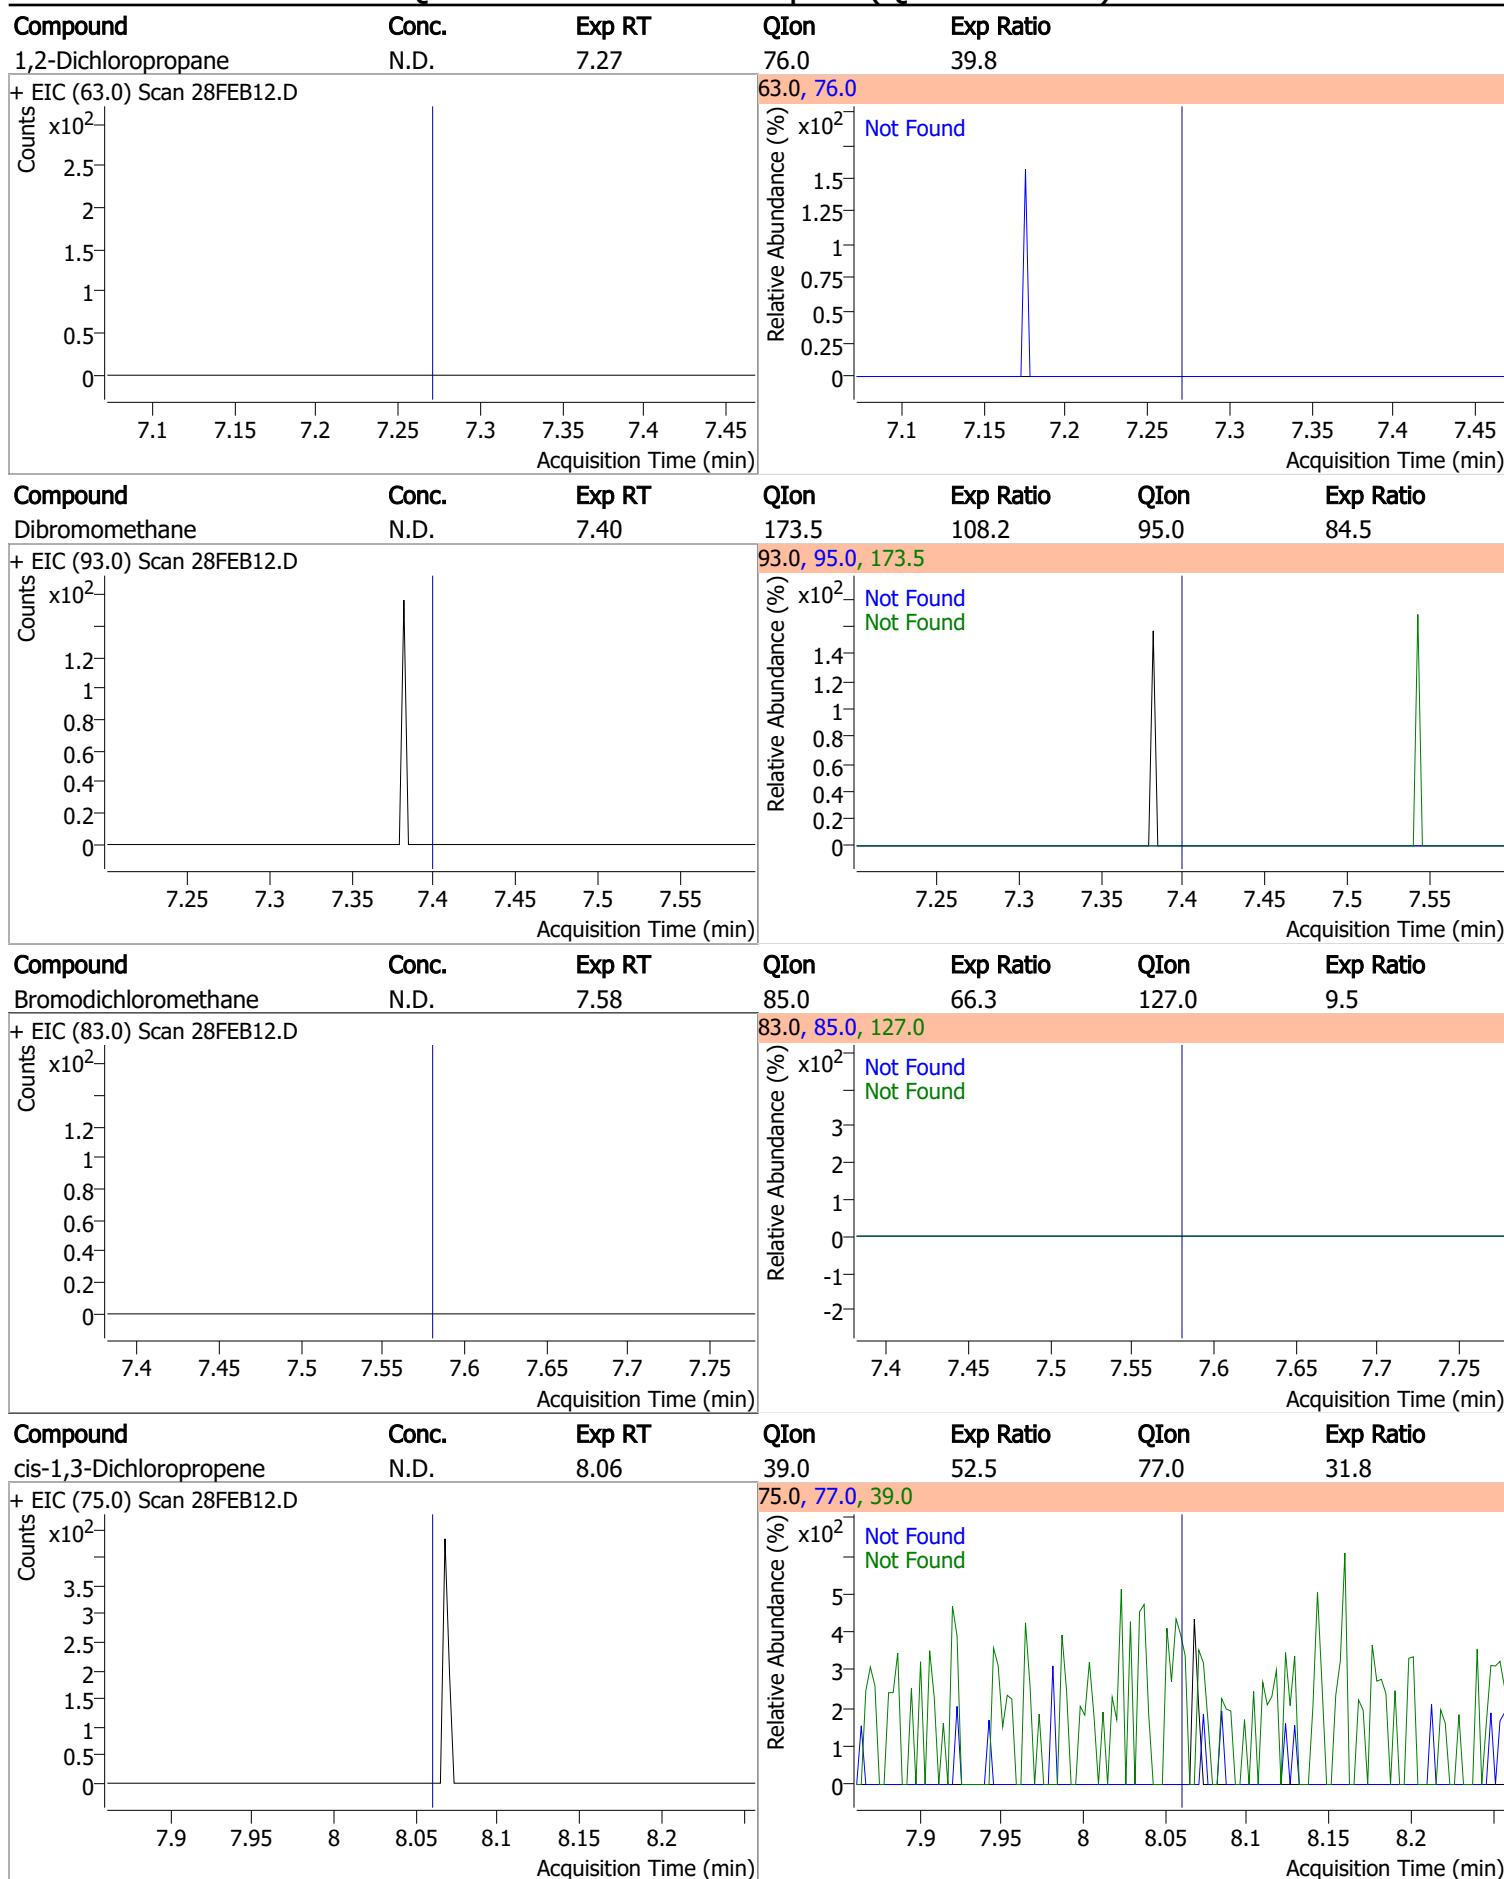 Compound Conc. Exp RT QIon Exp Ratio
1,2-Dichloropropane N.D. 7.27 76.0 39.8
+ EIC (63.0) Scan 28FEB12.D
Counts
x10²
2.5
2
1.5
1
0.5
0
7.1 7.15 7.2 7.25 7.3 7.35 7.4 7.45
Acquisition Time (min)
63.0, 76.0
Relative Abundance (%)
x10²
Not Found
1.5
1.25
1
0.75
0.5
0.25
0
7.1 7.15 7.2 7.25 7.3 7.35 7.4 7.45
Acquisition Time (min)
Compound Conc. Exp RT QIon Exp Ratio QIon Exp Ratio
Dibromomethane N.D. 7.40 173.5 108.2 95.0 84.5
+ EIC (93.0) Scan 28FEB12.D
Counts
x10²
1.2
1
0.8
0.6
0.4
0.2
0
7.25 7.3 7.35 7.4 7.45 7.5 7.55
Acquisition Time (min)
93.0, 95.0, 173.5
Relative Abundance (%)
x10²
Not Found
Not Found
1.4
1.2
1
0.8
0.6
0.4
0.2
0
7.25 7.3 7.35 7.4 7.45 7.5 7.55
Acquisition Time (min)
Compound Conc. Exp RT QIon Exp Ratio QIon Exp Ratio
Bromodichloromethane N.D. 7.58 85.0 66.3 127.0 9.5
+ EIC (83.0) Scan 28FEB12.D
Counts
x10²
1.2
1
0.8
0.6
0.4
0.2
0
7.4 7.45 7.5 7.55 7.6 7.65 7.7 7.75
Acquisition Time (min)
83.0, 85.0, 127.0
Relative Abundance (%)
x10²
Not Found
Not Found
3
2
1
0
-1
-2
7.4 7.45 7.5 7.55 7.6 7.65 7.7 7.75
Acquisition Time (min)
Compound Conc. Exp RT QIon Exp Ratio QIon Exp Ratio
cis-1,3-Dichloropropene N.D. 8.06 39.0 52.5 77.0 31.8
+ EIC (75.0) Scan 28FEB12.D
Counts
x10²
3.5
3
2.5
2
1.5
1
0.5
0
7.9 7.95 8 8.05 8.1 8.15 8.2
Acquisition Time (min)
75.0, 77.0, 39.0
Relative Abundance (%)
x10²
Not Found
Not Found
5
4
3
2
1
0
7.9 7.95 8 8.05 8.1 8.15 8.2
Acquisition Time (min)